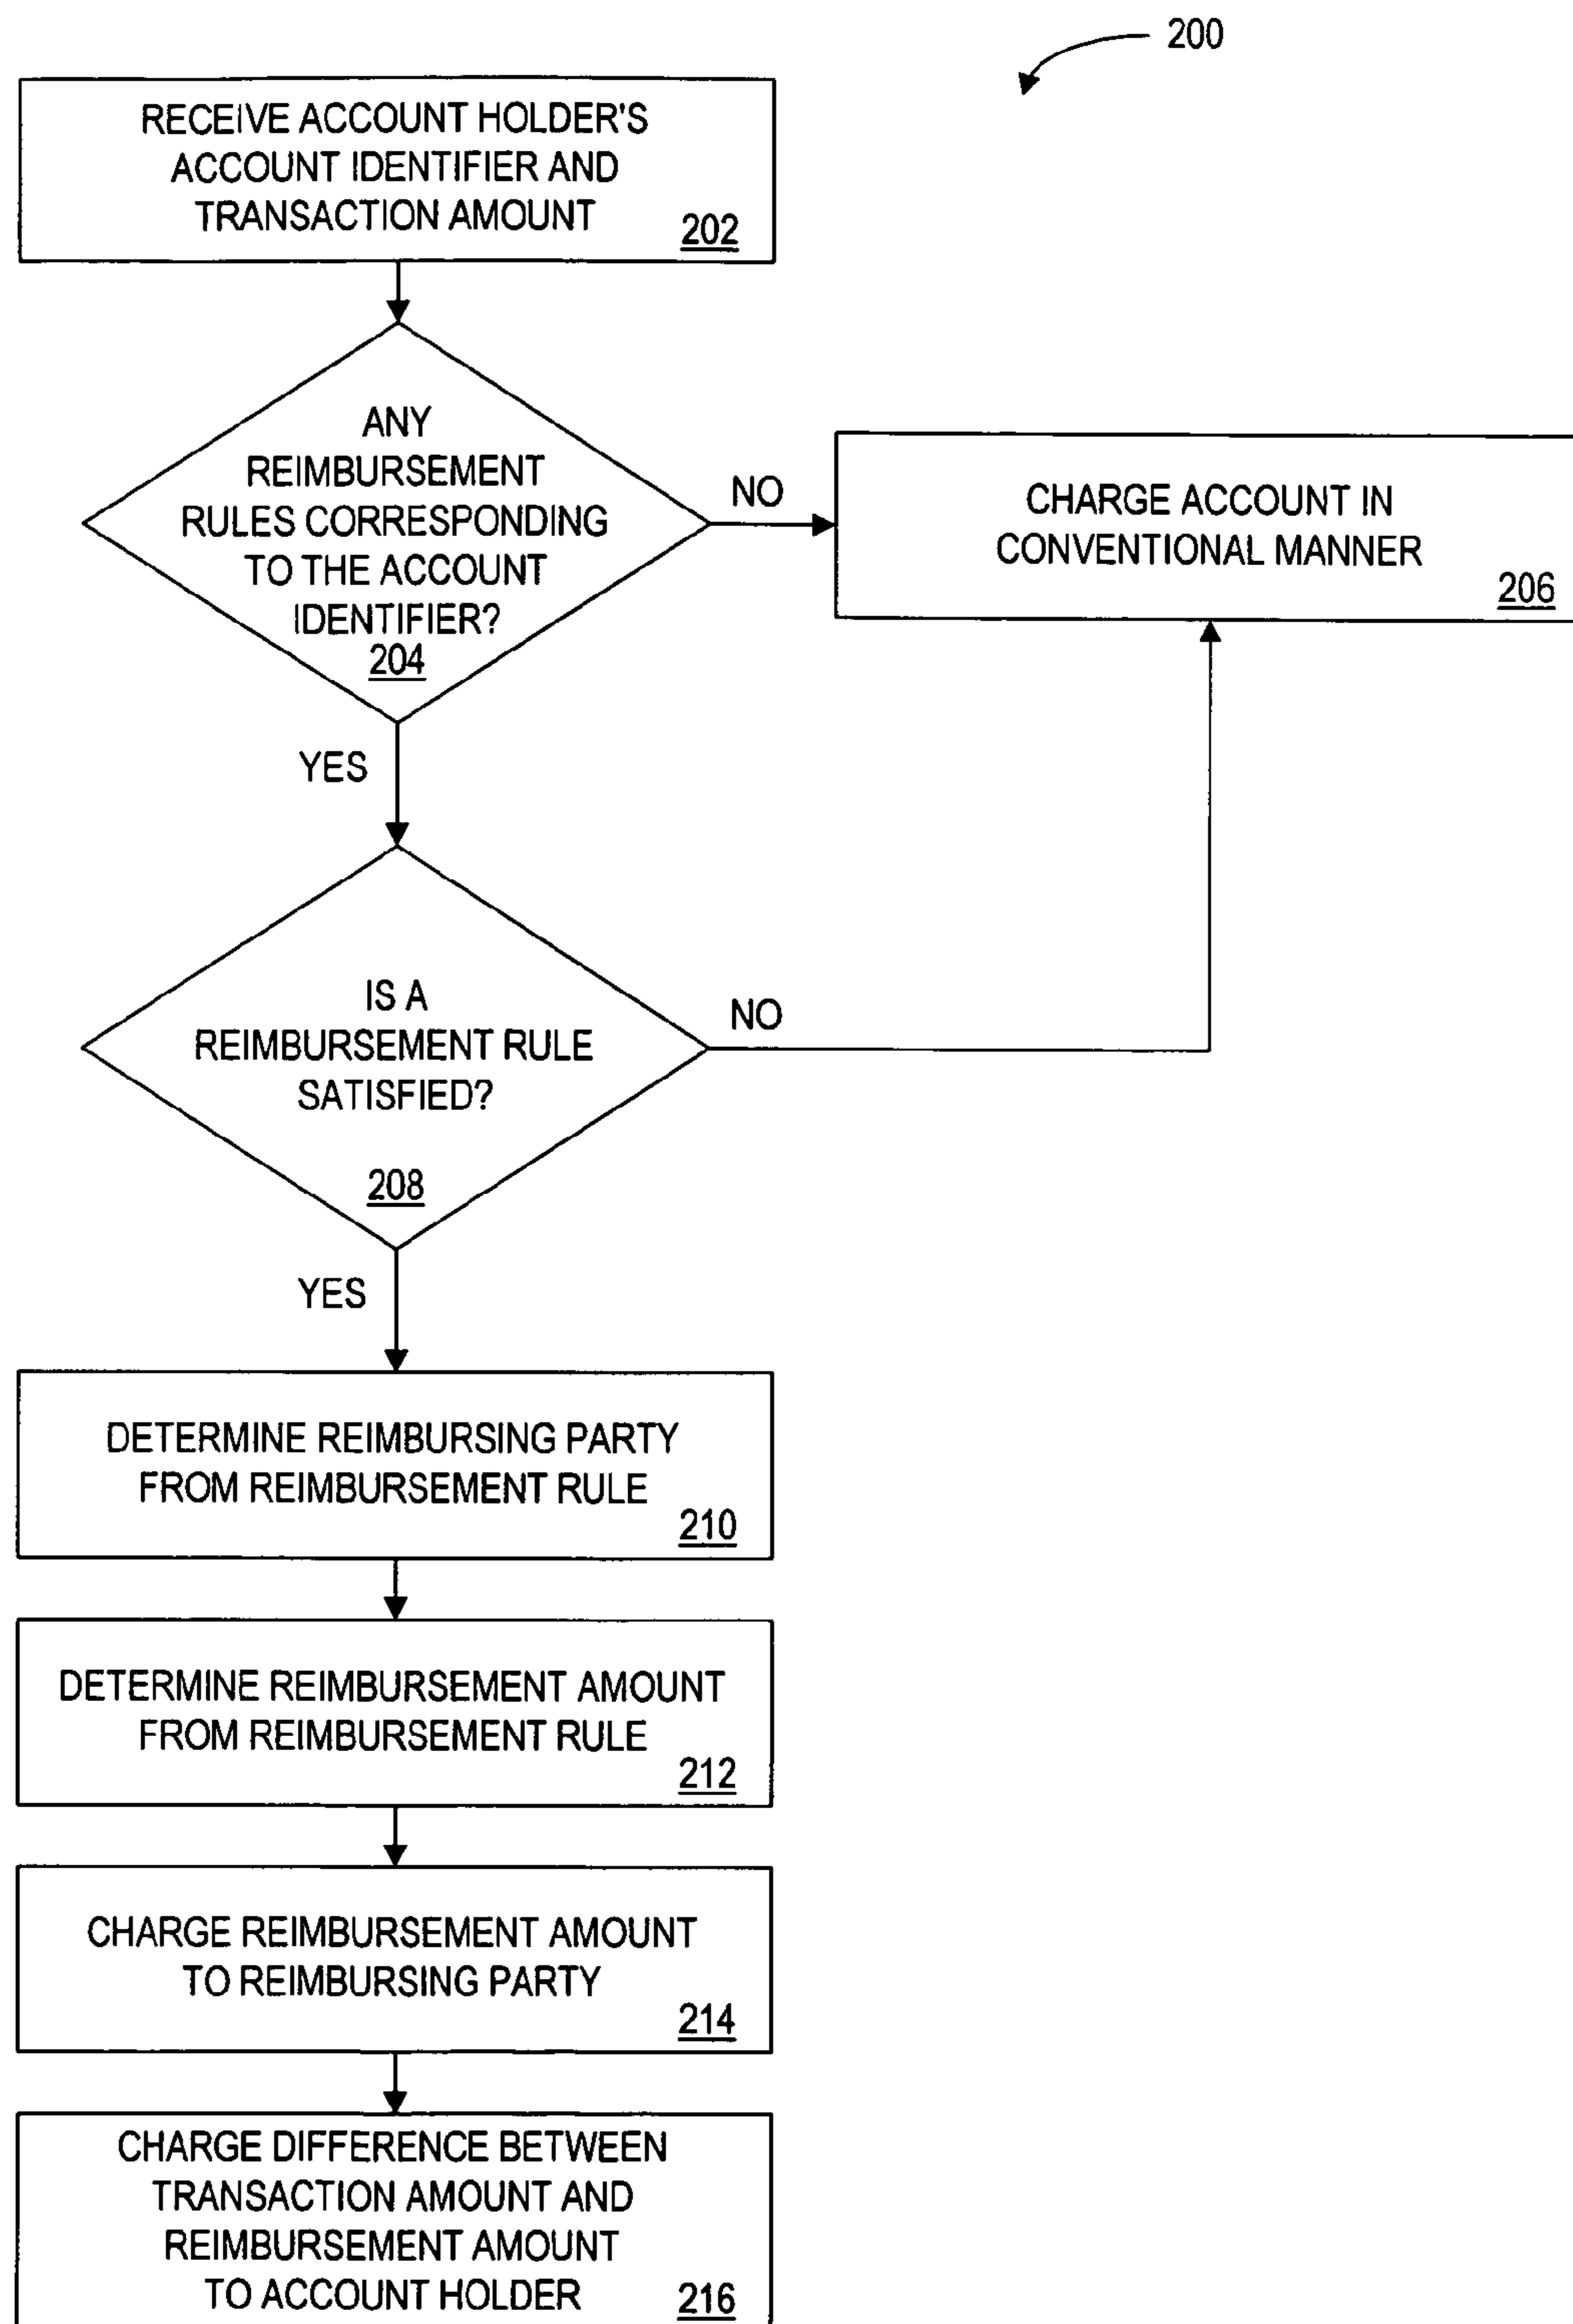 200
RECEIVE ACCOUNT HOLDER'S
ACCOUNT IDENTIFIER AND
TRANSACTION AMOUNT
202
ANY
REIMBURSEMENT
RULES CORRESPONDING
TO THE ACCOUNT
IDENTIFIER?
204
NO
CHARGE ACCOUNT IN
CONVENTIONAL MANNER
206
YES
IS A
REIMBURSEMENT RULE
SATISFIED?
208
NO
YES
DETERMINE REIMBURSING PARTY
FROM REIMBURSEMENT RULE
210
DETERMINE REIMBURSEMENT AMOUNT
FROM REIMBURSEMENT RULE
212
CHARGE REIMBURSEMENT AMOUNT
TO REIMBURSING PARTY
214
CHARGE DIFFERENCE BETWEEN
TRANSACTION AMOUNT AND
REIMBURSEMENT AMOUNT
TO ACCOUNT HOLDER
216